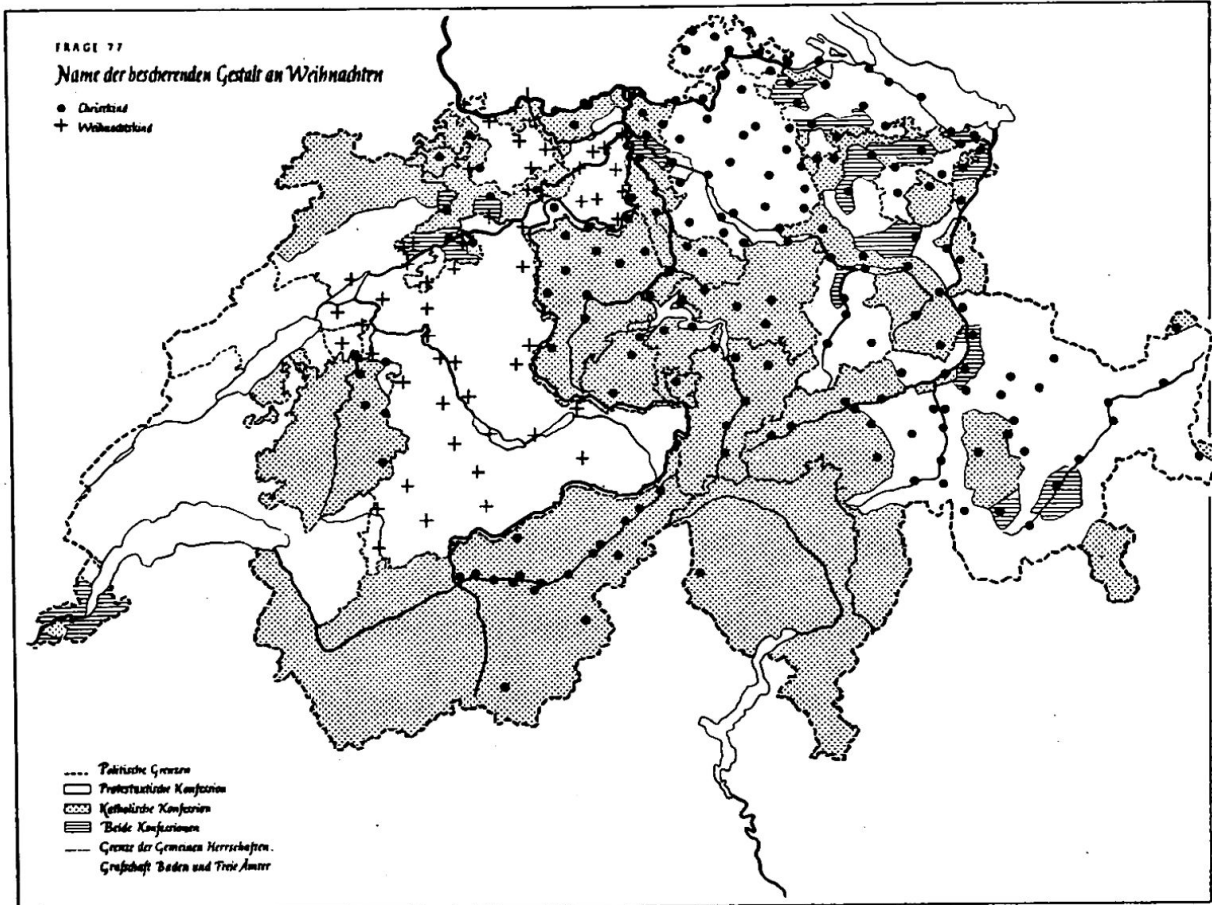 FRAGE 77
Name der bescherenden Gestalt an Weihnachten
Christkind
Weihnachtskind
Politische Grenzen
Protestantische Konfession
Katholische Konfession
Beide Konfessionen
Grenze der Gemeinen Herrschaften.
Grafschaft Baden und Freie Ämter